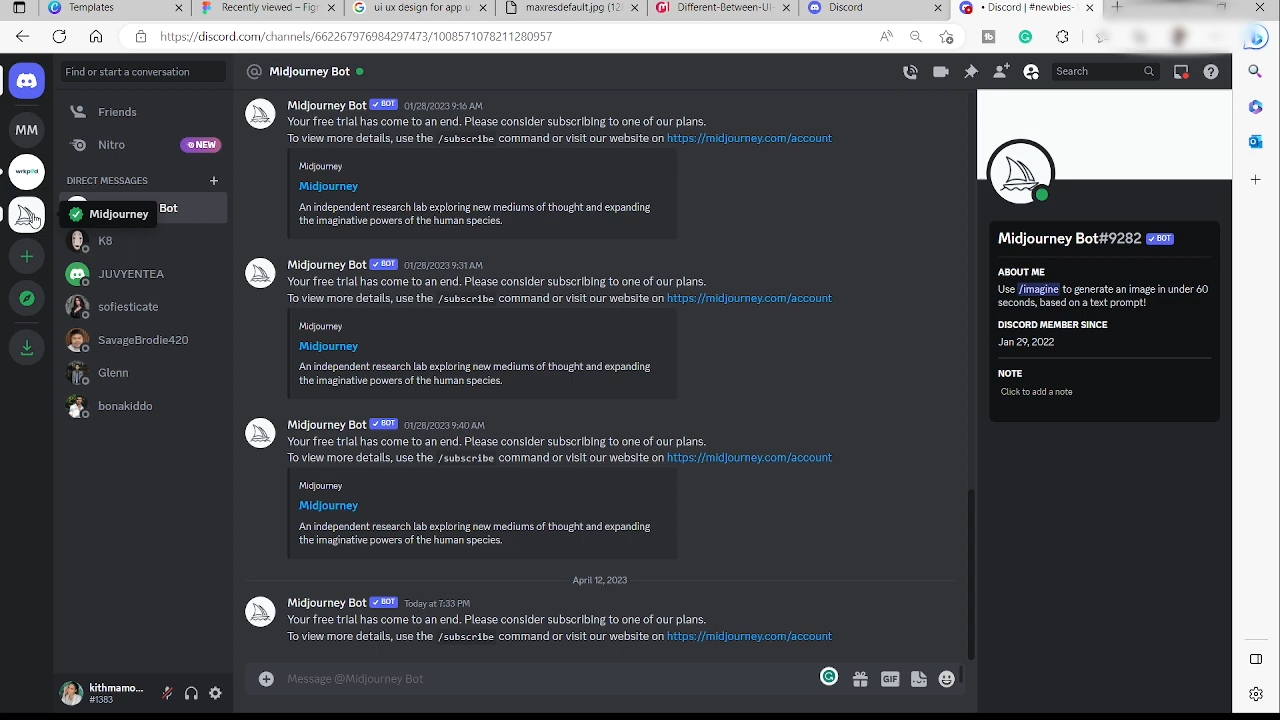 Templates
Recently viewed – Fig
ui ux design for app u
maxresdefault.jpg (12
Different-Between-UI-
Discord
• Discord | #newbies-
https://discord.com/channels/662267976984297473/1008571078211280957
Find or start a conversation
@ Midjourney Bot
Search
Friends
Nitro
NEW
DIRECT MESSAGES
MM
wrkpod
Midjourney
Bot
K8
JUVYENTEA
sofiesticate
SavageBrodie420
Glenn
bonakiddo
kithmamo...
#1383
Midjourney Bot ✓ BOT 01/28/2023 9:16 AM
Your free trial has come to an end. Please consider subscribing to one of our plans.
To view more details, use the /subscribe command or visit our website on https://midjourney.com/account
Midjourney
Midjourney
An independent research lab exploring new mediums of thought and expanding
the imaginative powers of the human species.
Midjourney Bot ✓ BOT 01/28/2023 9:31 AM
Your free trial has come to an end. Please consider subscribing to one of our plans.
To view more details, use the /subscribe command or visit our website on https://midjourney.com/account
Midjourney
Midjourney
An independent research lab exploring new mediums of thought and expanding
the imaginative powers of the human species.
Midjourney Bot ✓ BOT 01/28/2023 9:40 AM
Your free trial has come to an end. Please consider subscribing to one of our plans.
To view more details, use the /subscribe command or visit our website on https://midjourney.com/account
Midjourney
Midjourney
An independent research lab exploring new mediums of thought and expanding
the imaginative powers of the human species.
April 12, 2023
Midjourney Bot ✓ BOT Today at 7:33 PM
Your free trial has come to an end. Please consider subscribing to one of our plans.
To view more details, use the /subscribe command or visit our website on https://midjourney.com/account
Message @Midjourney Bot
GIF
Midjourney Bot#9282 ✓ BOT
ABOUT ME
Use /imagine to generate an image in under 60
seconds, based on a text prompt!
DISCORD MEMBER SINCE
Jan 29, 2022
NOTE
Click to add a note